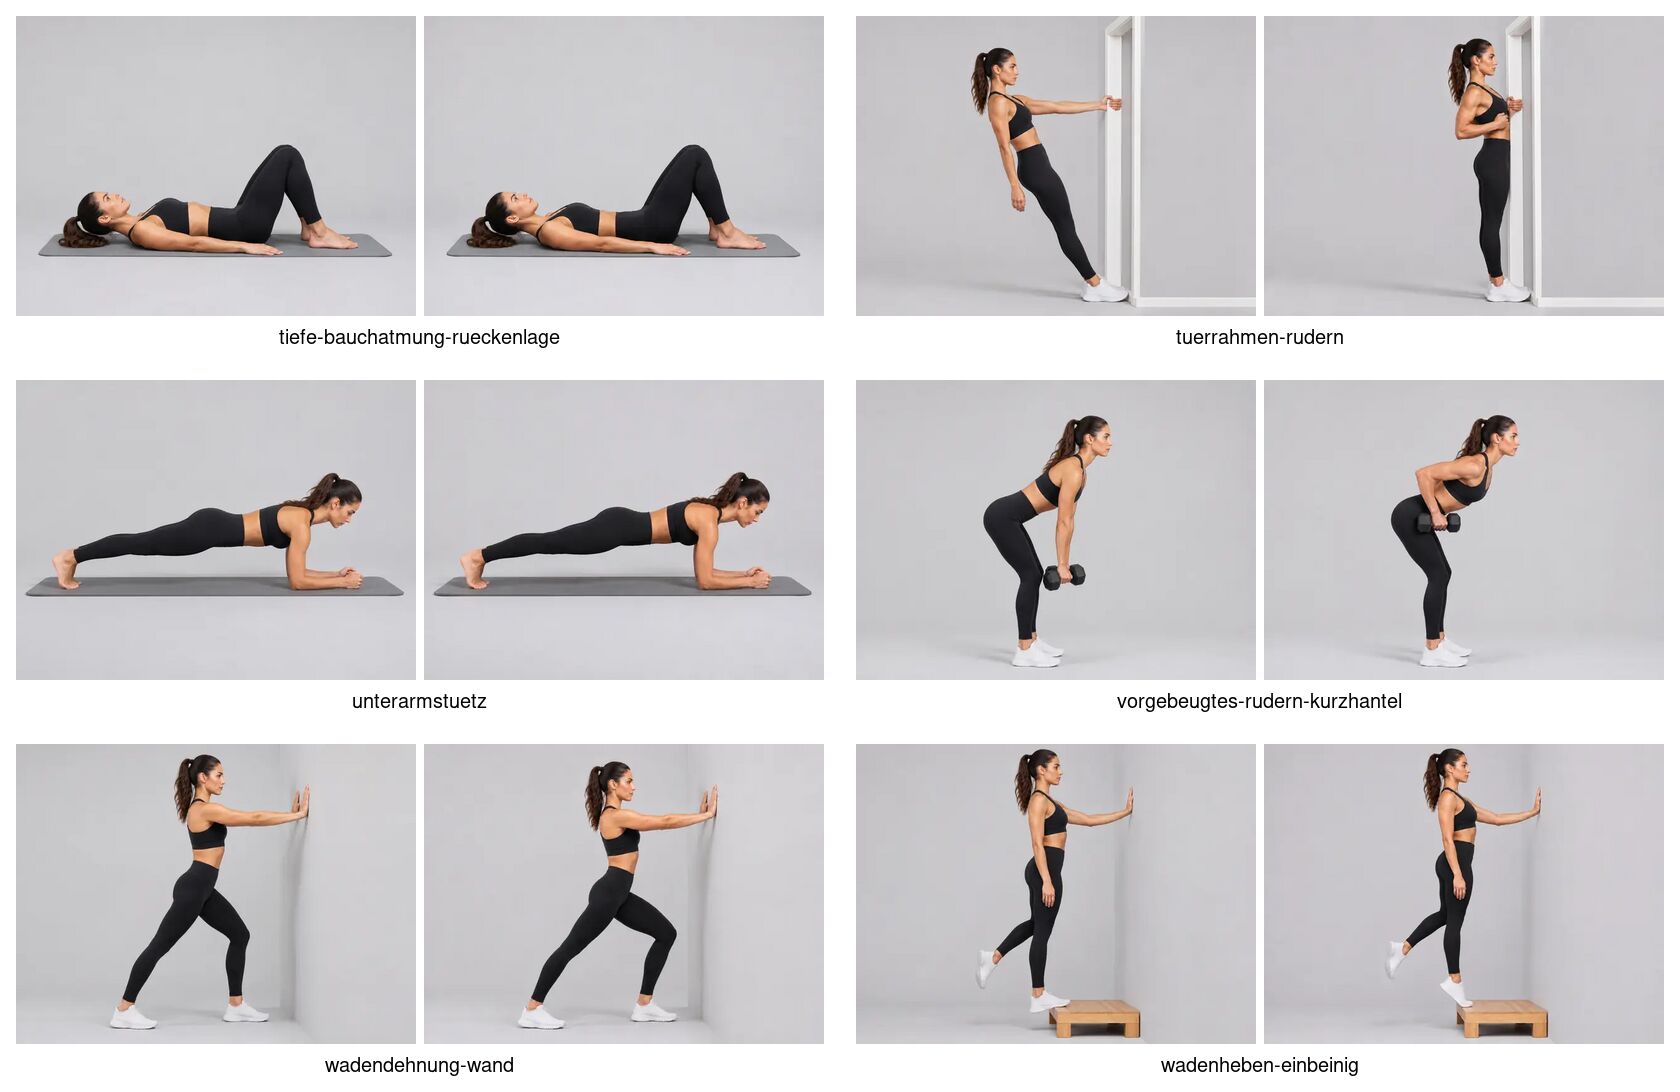 tiefe-bauchatmung-rueckenlage
tuerrahmen-rudern
unterarmstuetz
vorgebeugtes-rudern-kurzhantel
wadendehnung-wand
wadenheben-einbeinig